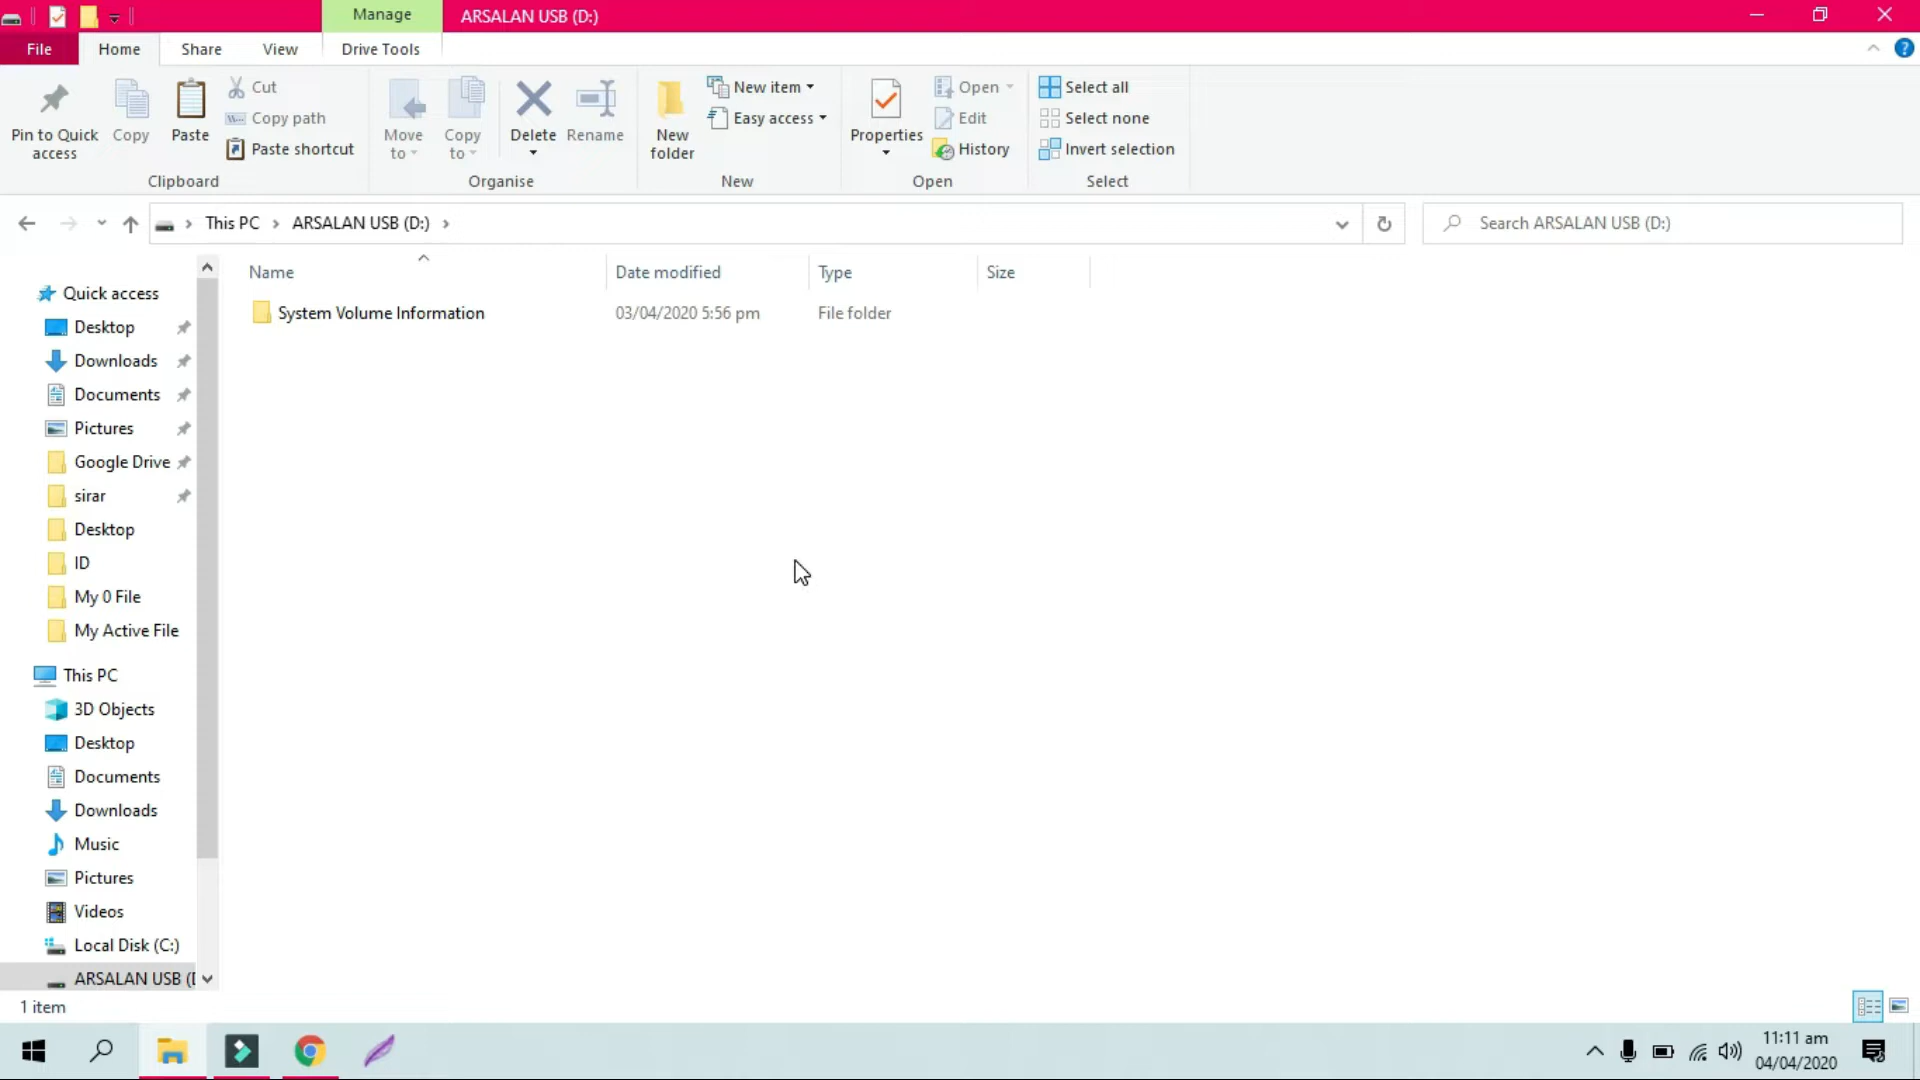 Manage
ARSALAN USB (D:)
File
Home
Share
View
Drive Tools
Pin to Quick access
Copy
Paste
Cut
Copy path
Paste shortcut
Clipboard
Move to
Copy to
Delete
Rename
Organise
New folder
New item
Easy access
New
Properties
Open
Edit
History
Open
Select all
Select none
Invert selection
Select
This PC
ARSALAN USB (D:)
Search ARSALAN USB (D:)
Name
Date modified
Type
Size
System Volume Information
03/04/2020 5:56 pm
File folder
Quick access
Desktop
Downloads
Documents
Pictures
Google Drive
sirar
Desktop
ID
My 0 File
My Active File
This PC
3D Objects
Desktop
Documents
Downloads
Music
Pictures
Videos
Local Disk (C:)
ARSALAN USB (
1 item
11:11 am
04/04/2020